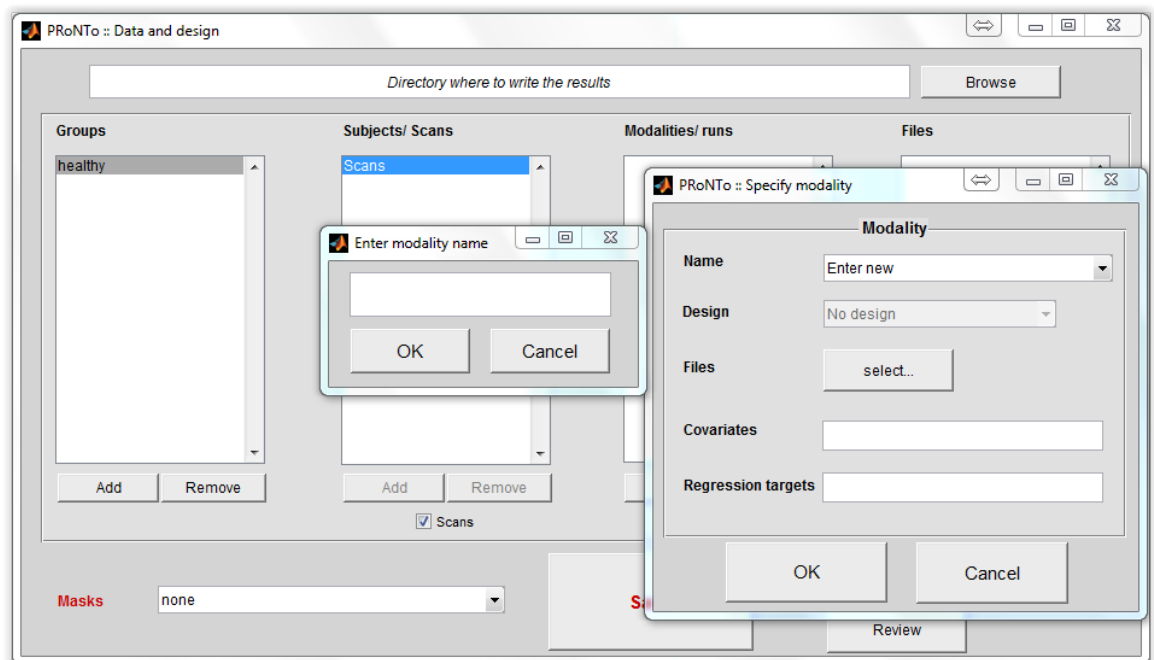 PRoNTo :: Data and design
Directory where to write the results
Browse
Groups
Subjects/ Scans
Modalities/ runs
Files
healthy
Scans
PRoNTo :: Specify modality
Modality
Enter modality name
OK
Cancel
Name
Enter new
Design
No design
Files
select...
Covariates
Regression targets
OK
Cancel
Add
Remove
Add
Remove
Scans
Masks
none
Review